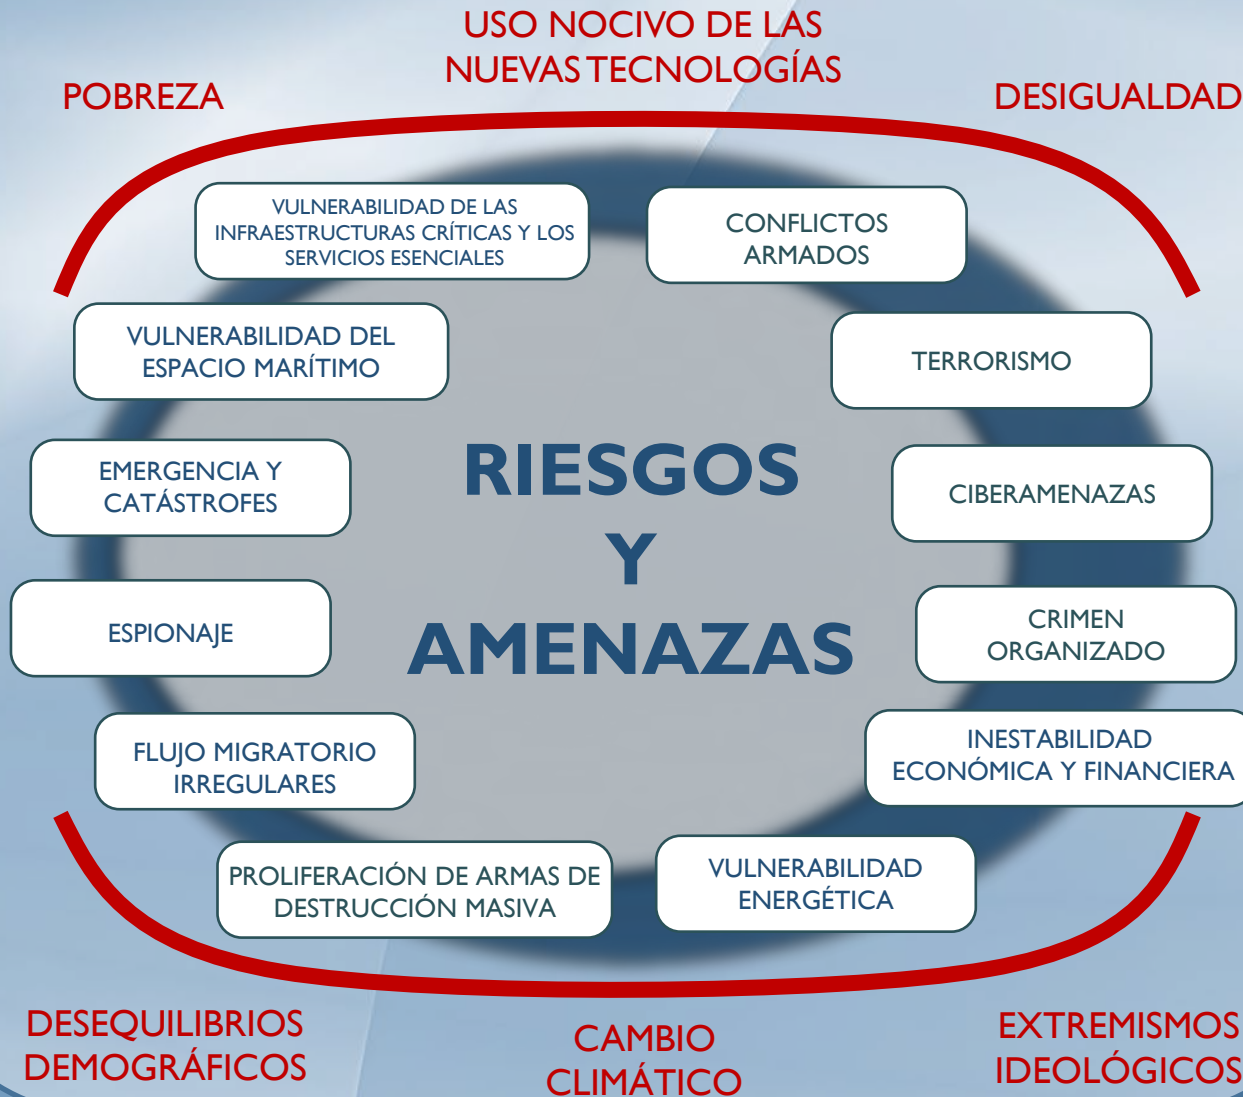 USO NOCIVO DE LAS
NUEVAS TECNOLOGÍAS
POBREZA
DESIGUALDAD
VULNERABILIDAD DE LAS
INFRAESTRUCTURAS CRÍTICAS Y LOS
SERVICIOS ESENCIALES
CONFLICTOS
ARMADOS
VULNERABILIDAD DEL
ESPACIO MARÍTIMO
TERRORISMO
EMERGENCIA Y
CATÁSTROFES
CIBERAMENAZAS
RIESGOS
Y
AMENAZAS
ESPIONAJE
CRIMEN
ORGANIZADO
FLUJO MIGRATORIO
IRREGULARES
INESTABILIDAD
ECONÓMICA Y FINANCIERA
PROLIFERACIÓN DE ARMAS DE
DESTRUCCIÓN MASIVA
VULNERABILIDAD
ENERGÉTICA
DESEQUILIBRIOS
DEMOGRÁFICOS
CAMBIO
CLIMÁTICO
EXTREMISMOS
IDEOLÓGICOS